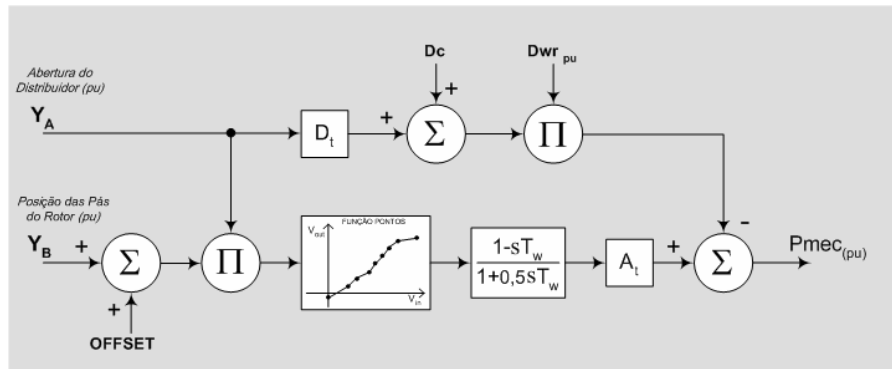 Abertura do
Distribuidor (pu)
Y_A
Dc
+
Dwr pu
+
D_t
Σ
Π
Posição das Pás
do Rotor (pu)
Y_B
+
Σ
+
OFFSET
Π
FUNÇÃO PONTOS
V_out
V_in
1-sT_w
1+0,5sT_w
A_t
+
-
Σ
Pmec(pu)